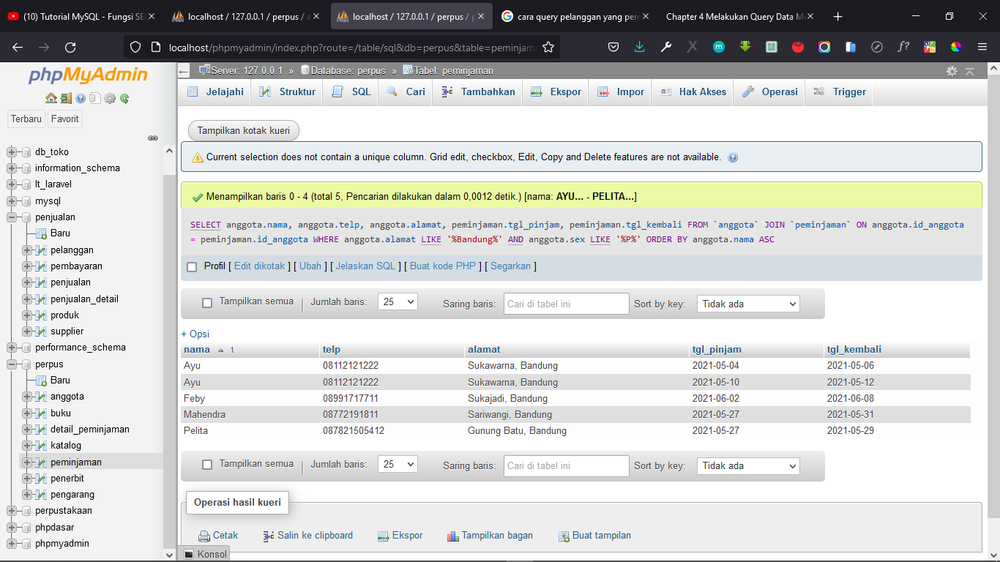 (10) Tutorial MySQL - Fungsi SEL
localhost / 127.0.0.1 / perpus / a
localhost / 127.0.0.1 / perpus / p
cara query pelanggan yang per
Chapter 4 Melakukan Query Data M
localhost/phpmyadmin/index.php?route=/table/sql&db=perpus&table=peminjam
phpMyAdmin
Terbaru Favorit
db_toko
information_schema
lt_laravel
mysql
penjualan
Baru
pelanggan
pembayaran
penjualan
penjualan_detail
produk
supplier
performance_schema
perpus
Baru
anggota
buku
detail_peminjaman
katalog
peminjaman
penerbit
pengarang
perpustakaan
phpdasar
phpmyadmin
Server: 127.0.0.1 » Database: perpus » Tabel: peminjaman
Jelajahi Struktur SQL Cari Tambahkan Ekspor Impor Hak Akses Operasi Trigger
Tampilkan kotak kueri
Current selection does not contain a unique column. Grid edit, checkbox, Edit, Copy and Delete features are not available.
Menampilkan baris 0 - 4 (total 5, Pencarian dilakukan dalam 0,0012 detik.) [nama: AYU... - PELITA...]
SELECT anggota.nama, anggota.telp, anggota.alamat, peminjaman.tgl_pinjam, peminjaman.tgl_kembali FROM `anggota` JOIN `peminjaman` ON anggota.id_anggota
= peminjaman.id_anggota WHERE anggota.alamat LIKE '%Bandung%' AND anggota.sex LIKE '%P%' ORDER BY anggota.nama ASC
Profil [ Edit dikotak ] [ Ubah ] [ Jelaskan SQL ] [ Buat kode PHP ] [ Segarkan ]
Tampilkan semua Jumlah baris: 25 Saring baris: Cari di tabel ini Sort by key: Tidak ada
+ Opsi
nama 1 telp alamat tgl_pinjam tgl_kembali
Ayu 08112121222 Sukawarna, Bandung 2021-05-04 2021-05-06
Ayu 08112121222 Sukawarna, Bandung 2021-05-10 2021-05-12
Feby 08991717711 Sukajadi, Bandung 2021-06-02 2021-06-08
Mahendra 08772191811 Sariwangi, Bandung 2021-05-27 2021-05-31
Pelita 087821505412 Gunung Batu, Bandung 2021-05-27 2021-05-29
Tampilkan semua Jumlah baris: 25 Saring baris: Cari di tabel ini Sort by key: Tidak ada
Operasi hasil kueri
Cetak Salin ke clipboard Ekspor Tampilkan bagan Buat tampilan
Konsol